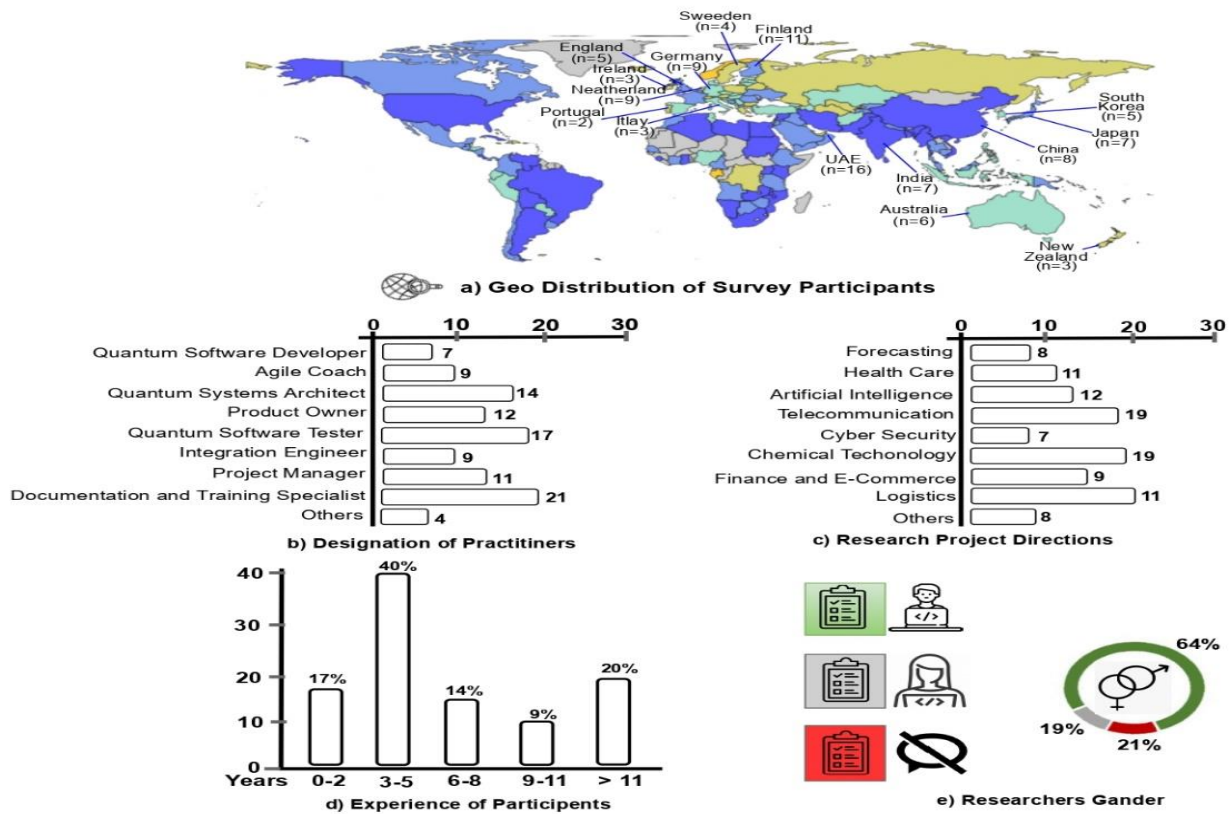 Sweeden
(n=4)
Finland
(n=11)
England
(n=5)
Germany
(n=9)
Ireland
(n=3)
Neatherland
(n=9)
Portugal
(n=2)
Itlay
(n=3)
South
Korea
(n=5)
Japan
(n=7)
China
(n=8)
UAE
(n=16)
India
(n=7)
Australia
(n=6)
New
Zealand
(n=3)
a) Geo Distribution of Survey Participants
0 10 20 30
Quantum Software Developer 7
Agile Coach 9
Quantum Systems Architect 14
Product Owner 12
Quantum Software Tester 17
Integration Engineer 9
Project Manager 11
Documentation and Training Specialist 21
Others 4
b) Designation of Practitiners
0 10 20 30
Forecasting 8
Health Care 11
Artificial Intelligence 12
Telecommunication 19
Cyber Security 7
Chemical Techonology 19
Finance and E-Commerce 9
Logistics 11
Others 8
c) Research Project Directions
40
30
20
10
0
17%
40%
14%
9%
20%
Years 0-2 3-5 6-8 9-11 > 11
d) Experience of Participents
</>
</>
64%
19%
21%
e) Researchers Gander